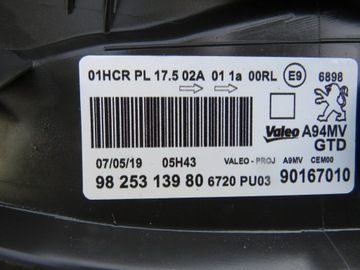 01HCR PL 17.5 02A 01 1a 00RL E9 6898
Valeo A94MV
GTD
07/05/19 05H43 VALEO - PROJ A9MV CEM00
98 253 139 80 6720 PU03 90167010